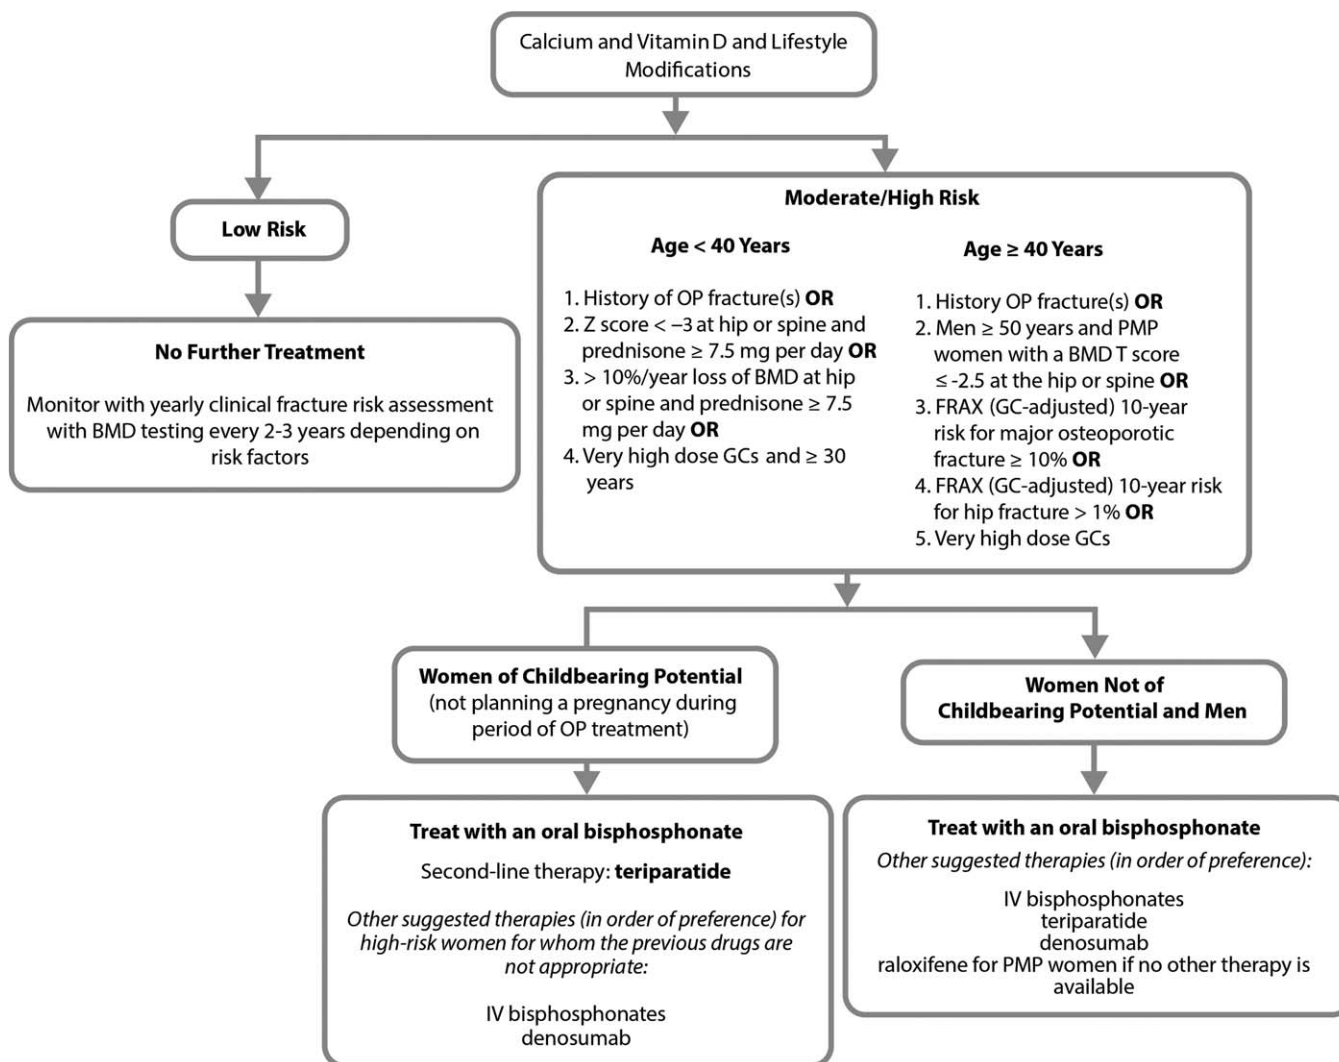 Calcium and Vitamin D and Lifestyle
Modifications
Low Risk
No Further Treatment
Monitor with yearly clinical fracture risk assessment
with BMD testing every 2-3 years depending on
risk factors
Moderate/High Risk
Age < 40 Years
1. History of OP fracture(s) OR
2. Z score < −3 at hip or spine and
prednisone ≥ 7.5 mg per day OR
3. > 10%/year loss of BMD at hip
or spine and prednisone ≥ 7.5
mg per day OR
4. Very high dose GCs and ≥ 30
years
Age ≥ 40 Years
1. History OP fracture(s) OR
2. Men ≥ 50 years and PMP
women with a BMD T score
≤ -2.5 at the hip or spine OR
3. FRAX (GC-adjusted) 10-year
risk for major osteoporotic
fracture ≥ 10% OR
4. FRAX (GC-adjusted) 10-year risk
for hip fracture > 1% OR
5. Very high dose GCs
Women of Childbearing Potential
(not planning a pregnancy during
period of OP treatment)
Treat with an oral bisphosphonate
Second-line therapy: teriparatide
Other suggested therapies (in order of preference) for
high-risk women for whom the previous drugs are
not appropriate:
IV bisphosphonates
denosumab
Women Not of
Childbearing Potential and Men
Treat with an oral bisphosphonate
Other suggested therapies (in order of preference):
IV bisphosphonates
teriparatide
denosumab
raloxifene for PMP women if no other therapy is
available